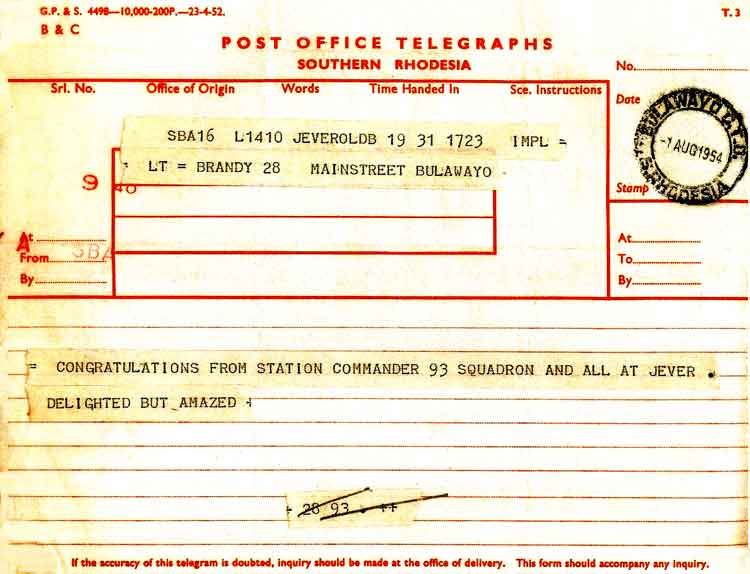 G.P. & S. 4498—10,000-200P.—23-4-52.
T. 3
B & C
POST OFFICE TELEGRAPHS
SOUTHERN RHODESIA
No.
Srl. No. Office of Origin Words Time Handed In Sce. Instructions
Date
SBA16 L1410 JEVEROLDB 19 31 1723 IMPL =
LT = BRANDY 28 MAINSTREET BULAWAYO
BULAWAYO C.T.O.
-1 AUG 1954
S. RHODESIA
Stamp
9 40
At
From SBA
By
At
To
By
= CONGRATULATIONS FROM STATION COMMANDER 93 SQUADRON AND ALL AT JEVER .
DELIGHTED BUT AMAZED +
+ 28 93 . ++
If the accuracy of this telegram is doubted, inquiry should be made at the office of delivery. This form should accompany any inquiry.